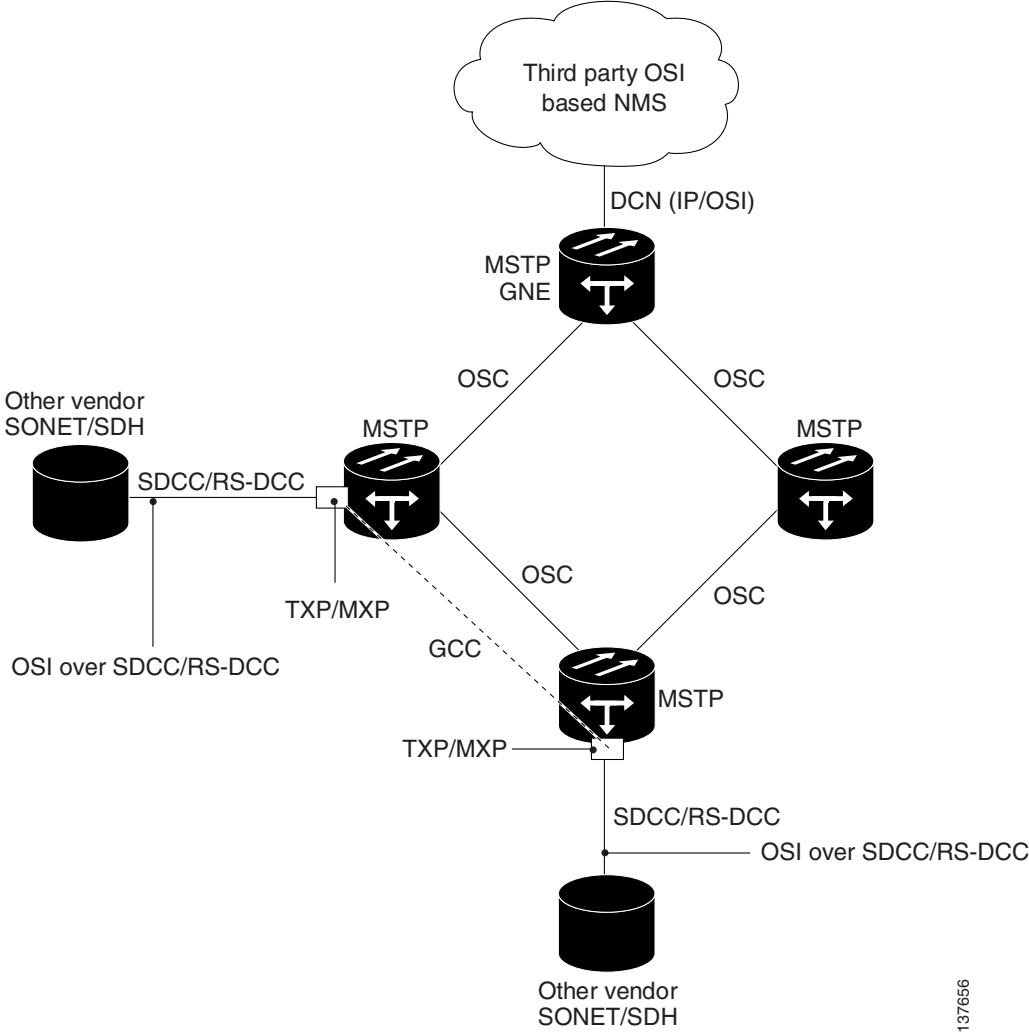 Third party OSI
based NMS
DCN (IP/OSI)
MSTP
GNE
OSC
OSC
Other vendor
SONET/SDH
MSTP
MSTP
SDCC/RS-DCC
OSC
OSC
TXP/MXP
GCC
OSI over SDCC/RS-DCC
MSTP
TXP/MXP
SDCC/RS-DCC
OSI over SDCC/RS-DCC
Other vendor
SONET/SDH
137656